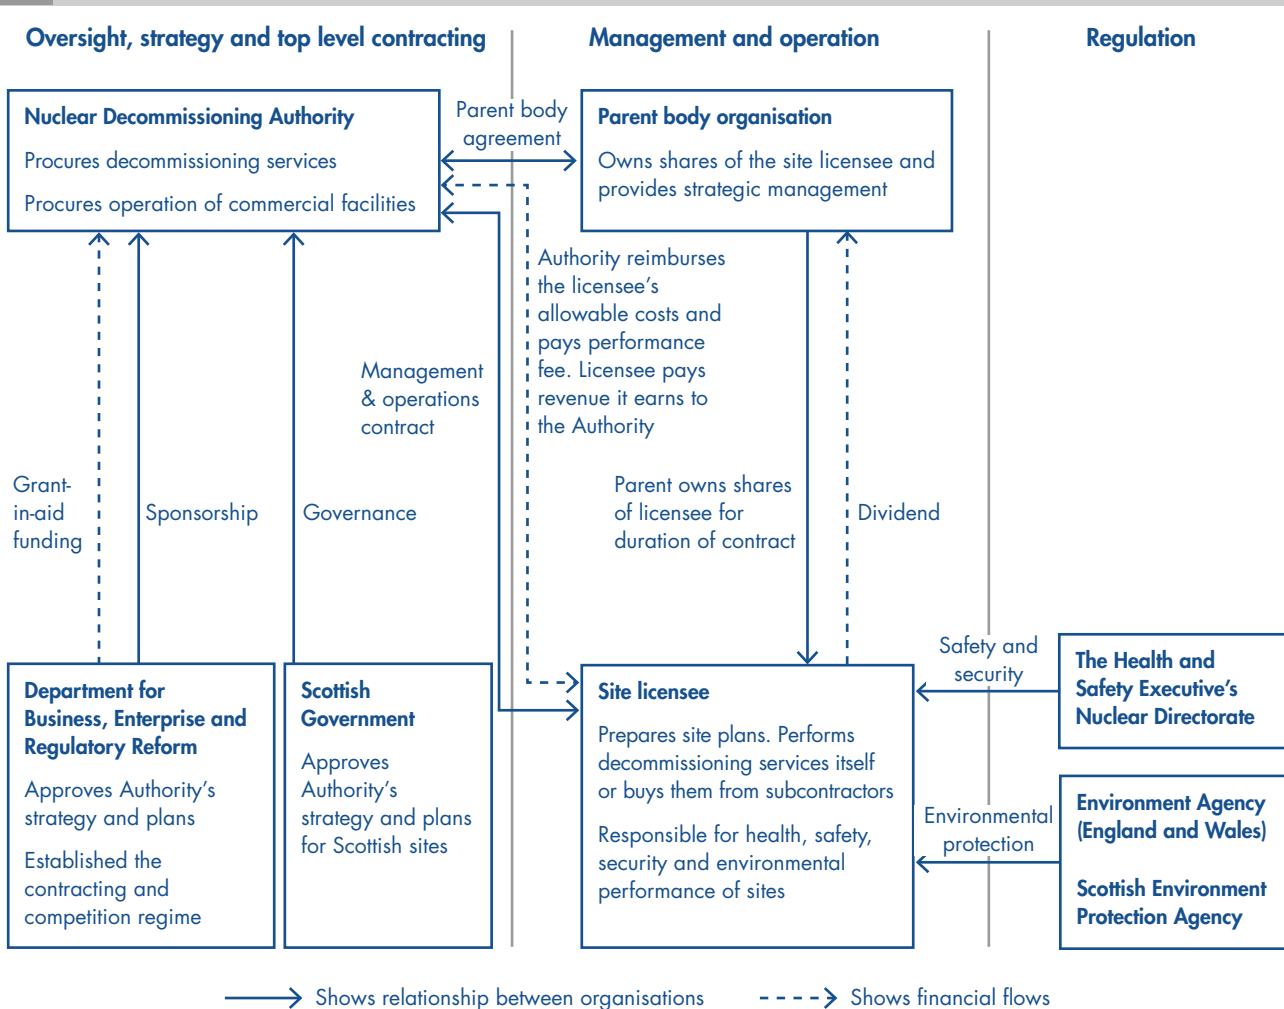 Oversight, strategy and top level contracting
Management and operation
Regulation
Nuclear Decommissioning Authority
Procures decommissioning services
Procures operation of commercial facilities
Parent body
agreement
Parent body organisation
Owns shares of the site licensee and
provides strategic management
Authority reimburses
the licensee's
allowable costs and
pays performance
fee. Licensee pays
revenue it earns to
the Authority
Management
& operations
contract
Grant-
in-aid
funding
Sponsorship
Governance
Parent owns shares
of licensee for
duration of contract
Dividend
Department for
Business, Enterprise and
Regulatory Reform
Approves Authority's
strategy and plans
Established the
contracting and
competition regime
Scottish
Government
Approves
Authority's
strategy and plans
for Scottish sites
Site licensee
Prepares site plans. Performs
decommissioning services itself
or buys them from subcontractors
Responsible for health, safety,
security and environmental
performance of sites
Safety and
security
The Health and
Safety Executive's
Nuclear Directorate
Environmental
protection
Environment Agency
(England and Wales)
Scottish Environment
Protection Agency
Shows relationship between organisations
Shows financial flows